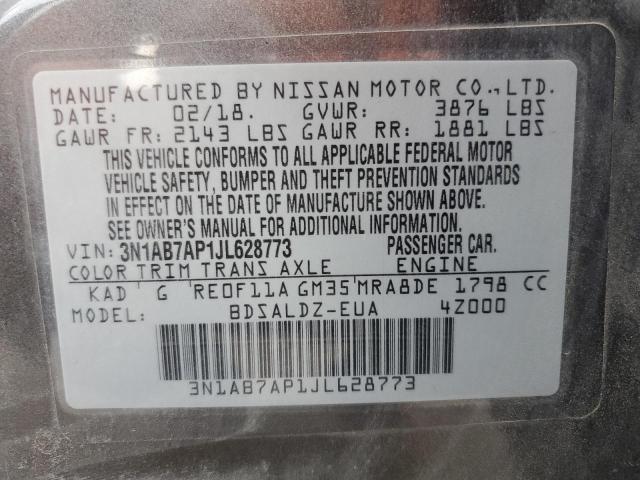 MANUFACTURED BY NISSAN MOTOR CO., LTD.
DATE: 02/18. GVWR: 3876 LBS
GAWR FR: 2143 LBS GAWR RR: 1881 LBS
THIS VEHICLE CONFORMS TO ALL APPLICABLE FEDERAL MOTOR
VEHICLE SAFETY, BUMPER AND THEFT PREVENTION STANDARDS
IN EFFECT ON THE DATE OF MANUFACTURE SHOWN ABOVE.
SEE OWNER'S MANUAL FOR ADDITIONAL INFORMATION.
VIN: 3N1AB7AP1JL628773 PASSENGER CAR.
COLOR TRIM TRANS AXLE ENGINE
KAD G RE0F11A GM35 MRA8DE 1798 CC
MODEL: BDSALDZ-EUA 4Z000
3N1AB7AP1JL628773